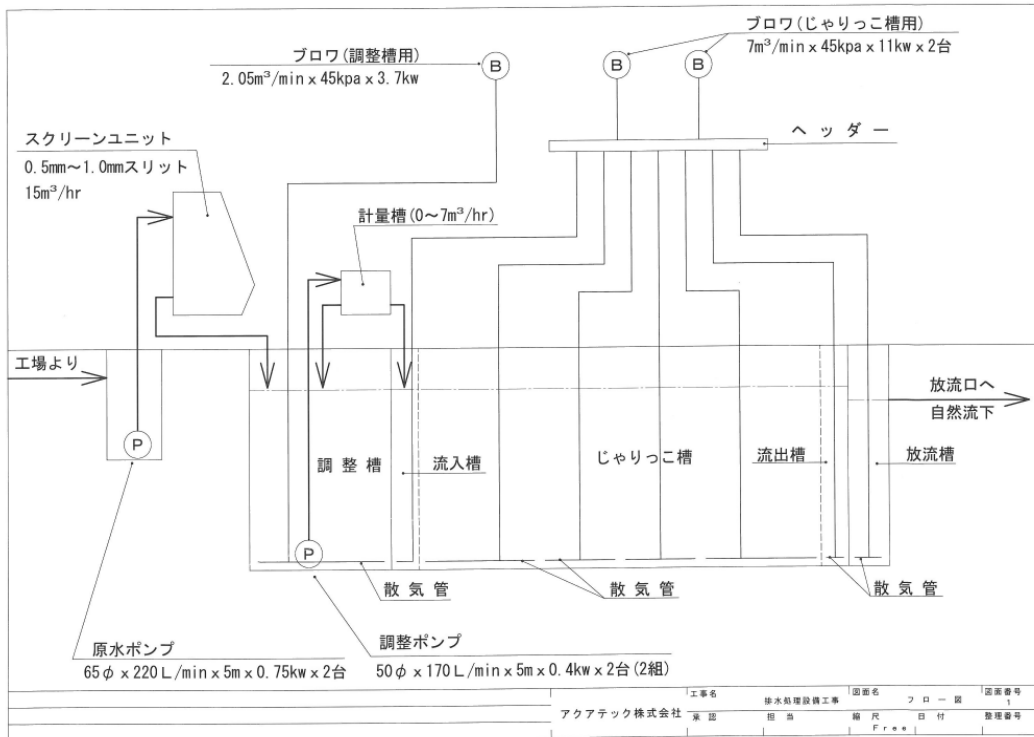 ブロワ(調整槽用)
2.05m³/min x 45kpa x 3.7kw
B
B
B
ブロワ(じゃりっこ槽用)
7m³/min x 45kpa x 11kw x 2台
ヘッダー
スクリーンユニット
0.5mm~1.0mmスリット
15m³/hr
計量槽(0~7m³/hr)
工場より
放流口へ
自然流下
P
調整槽
流入槽
じゃりっこ槽
流出槽
放流槽
P
散気管
散気管
散気管
原水ポンプ
65φ x 220L/min x 5m x 0.75kw x 2台
調整ポンプ
50φ x 170L/min x 5m x 0.4kw x 2台(2組)
アクアテック株式会社
工事名
排水処理設備工事
図面名
フロー図
図面番号
1
承認
担当
縮尺
Free
日付
整理番号